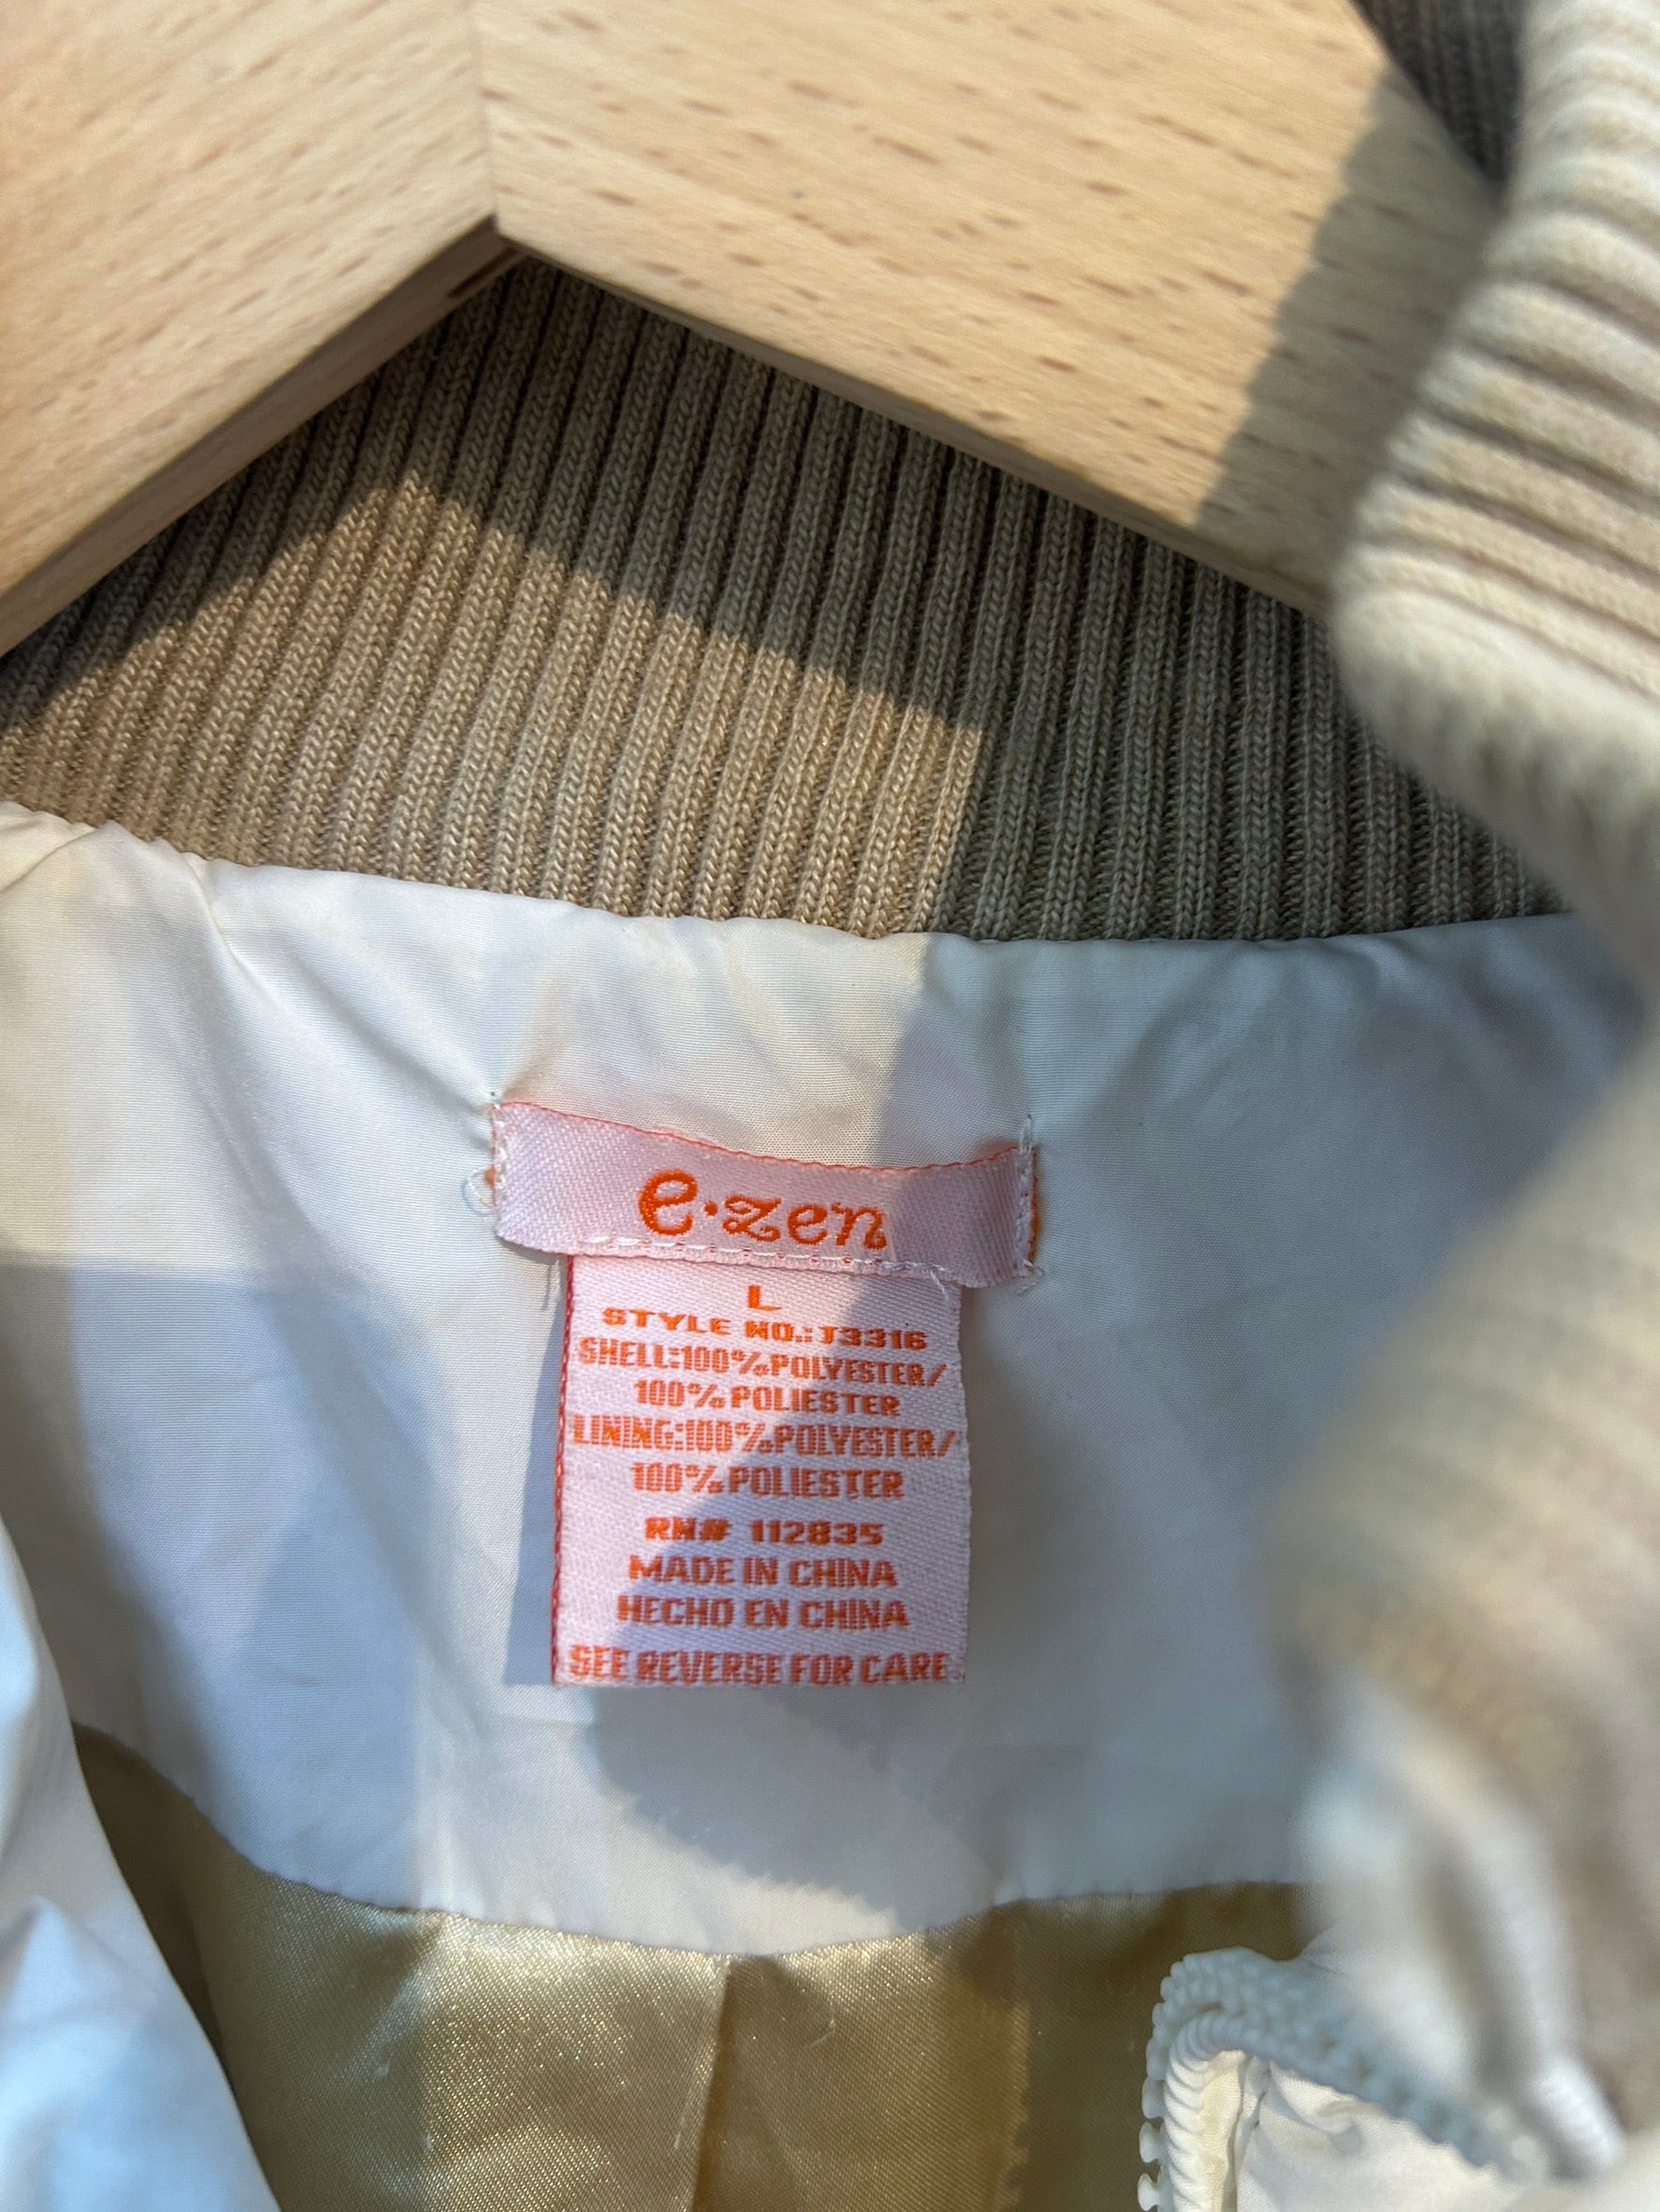 e·zen
L
STYLE NO.:J3316
SHELL:100%POLYESTER/
100%POLIESTER
LINING:100%POLYESTER/
100%POLIESTER
RN# 112835
MADE IN CHINA
HECHO EN CHINA
SEE REVERSE FOR CARE